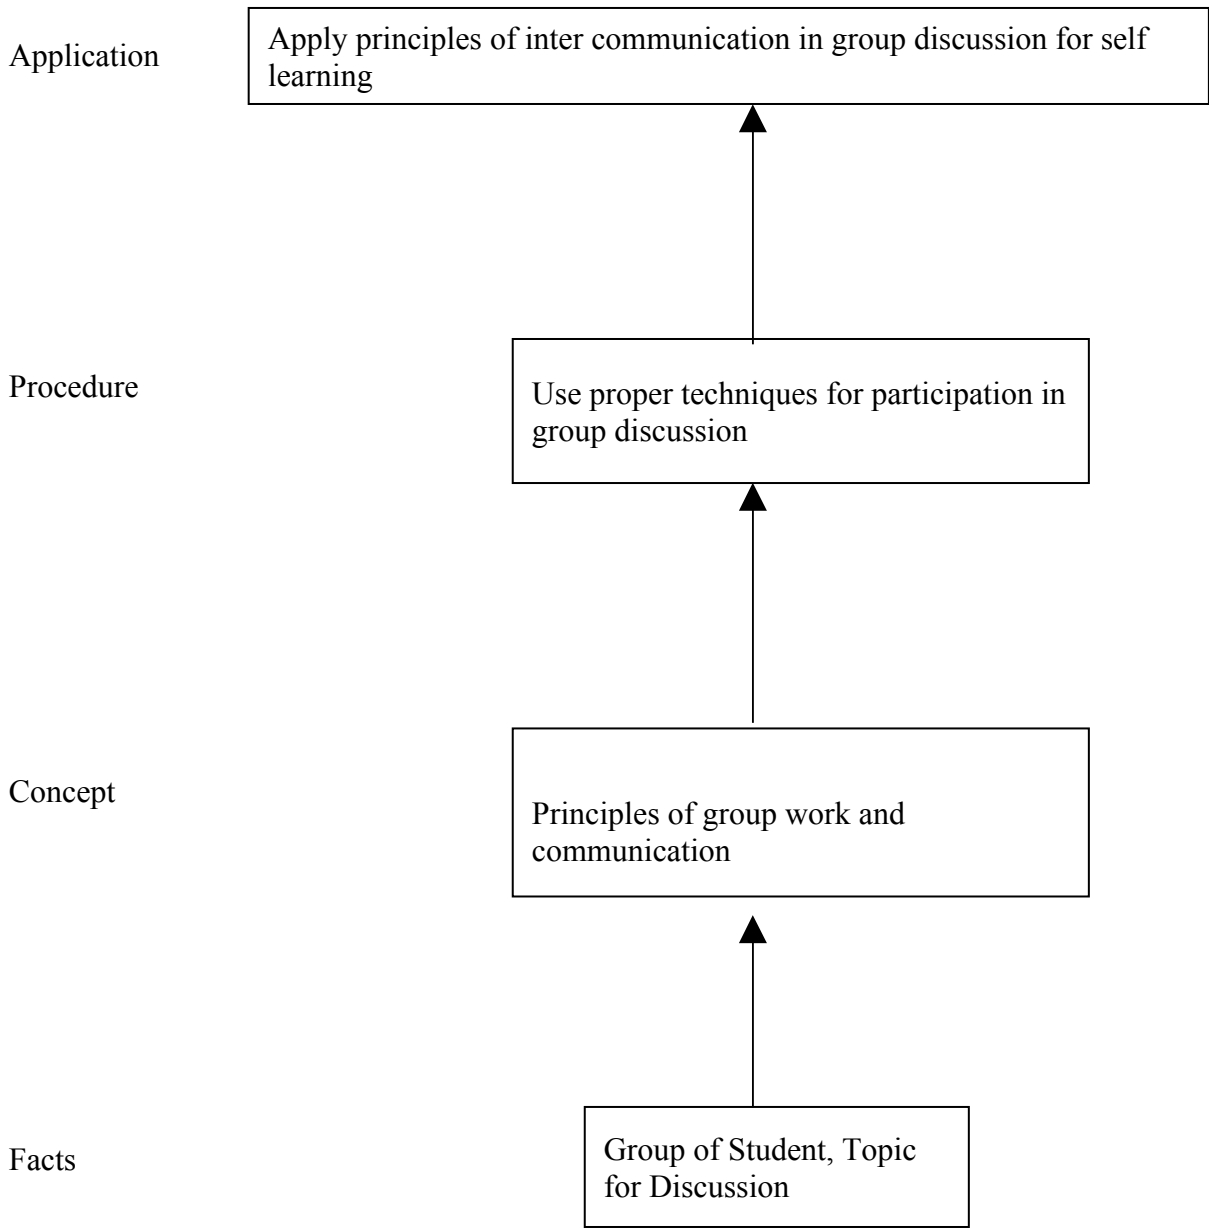 Application
Apply principles of inter communication in group discussion for self
learning
Procedure
Use proper techniques for participation in
group discussion
Concept
Principles of group work and
communication
Facts
Group of Student, Topic
for Discussion